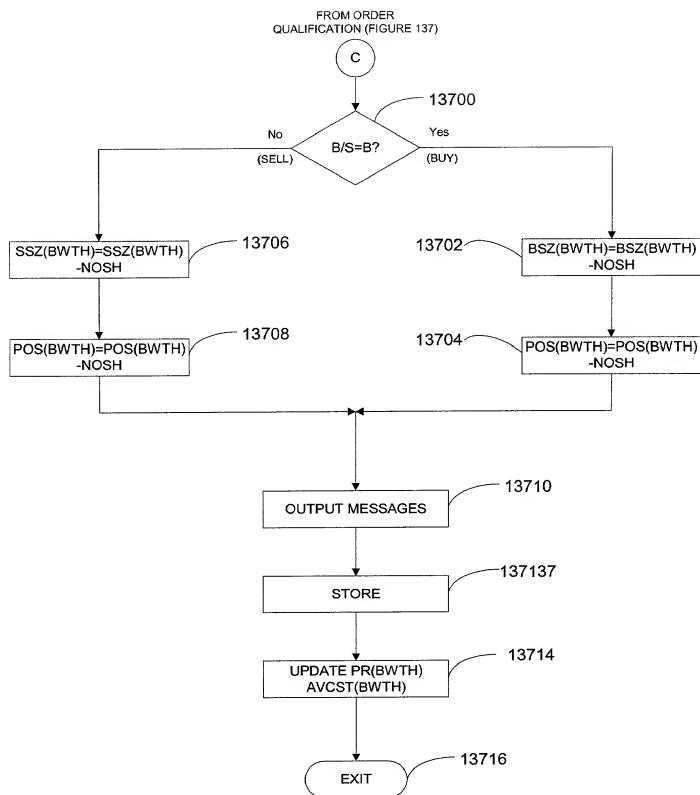 FROM ORDER
QUALIFICATION (FIGURE 137)
C
13700
No
Yes
B/S=B?
(SELL)
(BUY)
SSZ(BWTH)=SSZ(BWTH)
-NOSH
13706
13702
BSZ(BWTH)=BSZ(BWTH)
-NOSH
POS(BWTH)=POS(BWTH)
-NOSH
13708
13704
POS(BWTH)=POS(BWTH)
-NOSH
13710
OUTPUT MESSAGES
137137
STORE
13714
UPDATE PR(BWTH)
AVCST(BWTH)
13716
EXIT